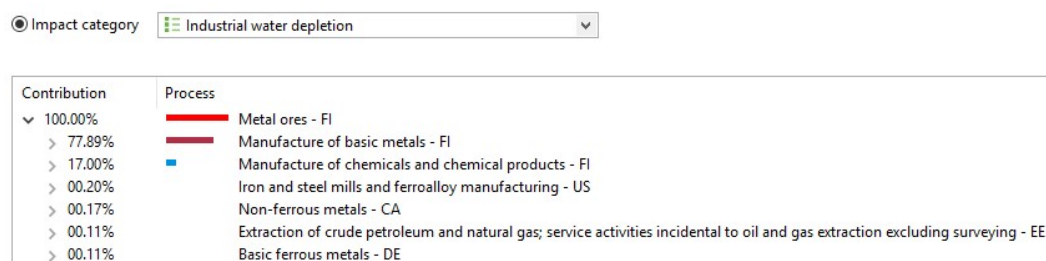 Impact category Industrial water depletion
Contribution Process
100.00% Metal ores - FI
77.89% Manufacture of basic metals - FI
17.00% Manufacture of chemicals and chemical products - FI
00.20% Iron and steel mills and ferroalloy manufacturing - US
00.17% Non-ferrous metals - CA
00.11% Extraction of crude petroleum and natural gas; service activities incidental to oil and gas extraction excluding surveying - EE
00.11% Basic ferrous metals - DE